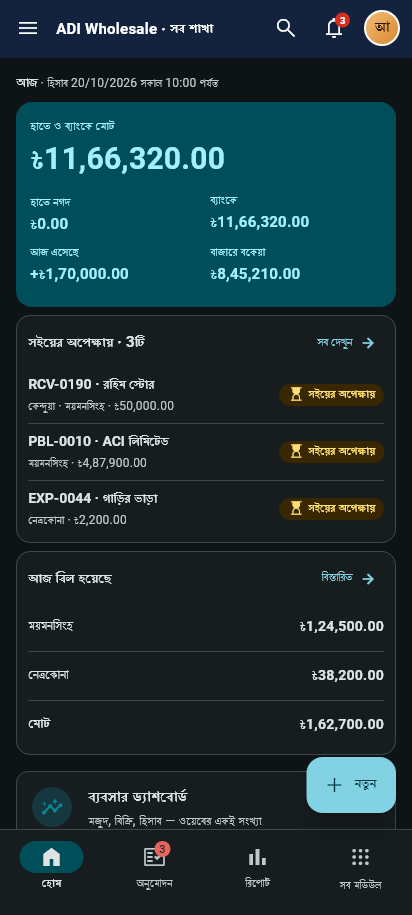 ADI Wholesale · সব শাখা
3
আ
আজ · হিসাব 20/10/2026 সকাল 10:00 পর্যন্ত
হাতে ও ব্যাংকে মোট
৳11,66,320.00
হাতে নগদ
ব্যাংকে
৳0.00
৳11,66,320.00
আজ এসেছে
বাজারে বকেয়া
+৳1,70,000.00
৳8,45,210.00
সইয়ের অপেক্ষায় · 3টি
সব দেখুন
RCV-0190 · রহিম স্টোর
সইয়ের অপেক্ষায়
কেন্দুয়া · ময়মনসিংহ · ৳50,000.00
PBL-0010 · ACI লিমিটেড
সইয়ের অপেক্ষায়
ময়মনসিংহ · ৳4,87,900.00
EXP-0044 · গাড়ির ভাড়া
সইয়ের অপেক্ষায়
নেত্রকোনা · ৳2,200.00
আজ বিল হয়েছে
বিস্তারিত
ময়মনসিংহ
৳1,24,500.00
নেত্রকোনা
৳38,200.00
মোট
৳1,62,700.00
নতুন
ব্যবসার ড্যাশবোর্ড
মজুদ, বিক্রি, হিসাব — ওয়েবের একই সংখ্যা
3
হোম
অনুমোদন
রিপোর্ট
সব মডিউল